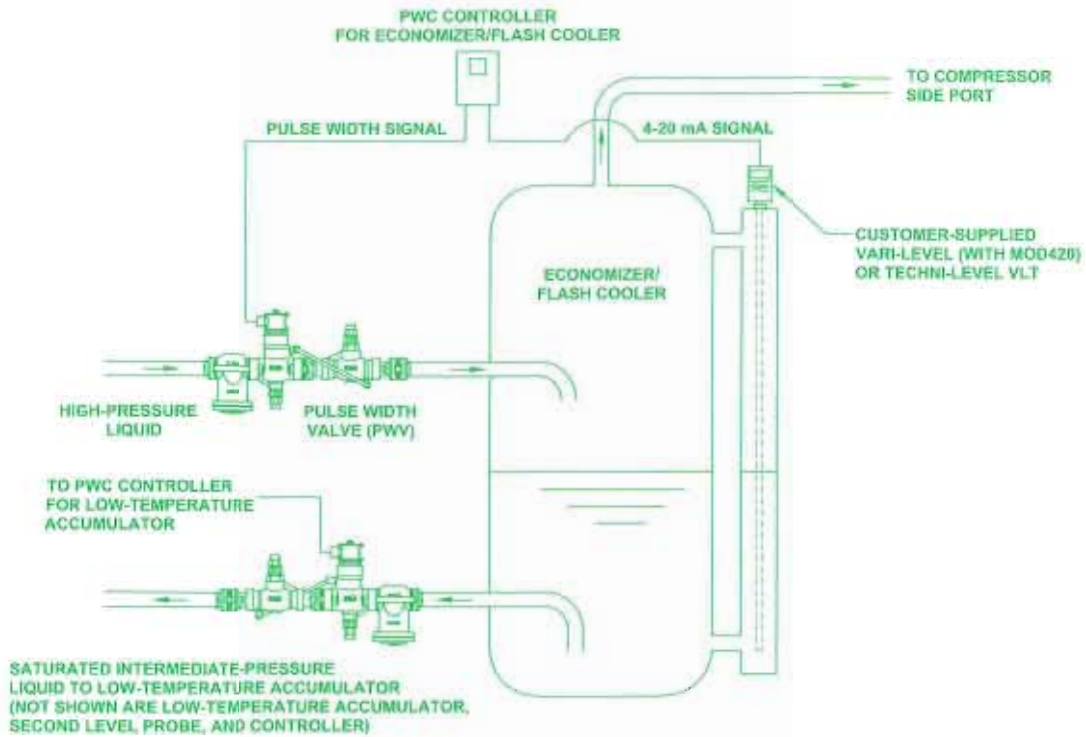 PWC CONTROLLER
FOR ECONOMIZER/FLASH COOLER
TO COMPRESSOR
SIDE PORT
PULSE WIDTH SIGNAL
4-20 mA SIGNAL
CUSTOMER-SUPPLIED
VARI-LEVEL (WITH MOD420)
OR TECHNI-LEVEL VLT
ECONOMIZER/
FLASH COOLER
HIGH-PRESSURE
LIQUID
PULSE WIDTH
VALVE (PWV)
TO PWC CONTROLLER
FOR LOW-TEMPERATURE
ACCUMULATOR
SATURATED INTERMEDIATE-PRESSURE
LIQUID TO LOW-TEMPERATURE ACCUMULATOR
(NOT SHOWN ARE LOW-TEMPERATURE ACCUMULATOR,
SECOND LEVEL PROBE, AND CONTROLLER)